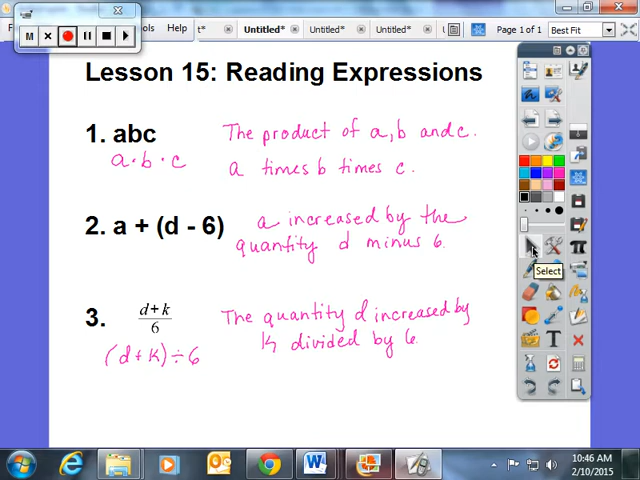 Tools Help t* Untitled* Untitled* Untitled* Page 1 of 1 Best Fit
M
Lesson 15: Reading Expressions
1. abc The product of a, b and c.
a · b · c a times b times c.
2. a + (d - 6) a increased by the
quantity d minus 6.
Select
3. d+k
6
The quantity d increased by
(d+k) ÷ 6 k divided by 6
10:46 AM
2/10/2015